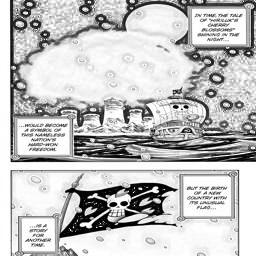 IN TIME, THE TALE
OF "HIRILUK'S
CHERRY
BLOSSOMS"
SHINING IN THE
NIGHT...
...WOULD BECOME
A SYMBOL OF
THIS NAMELESS
NATION'S
HARD-WON
FREEDOM.
BUT THE BIRTH OF
A NEW
COUNTRY WITH
ITS UNUSUAL
FLAG...
...IS A
STORY
FOR
ANOTHER
TIME.